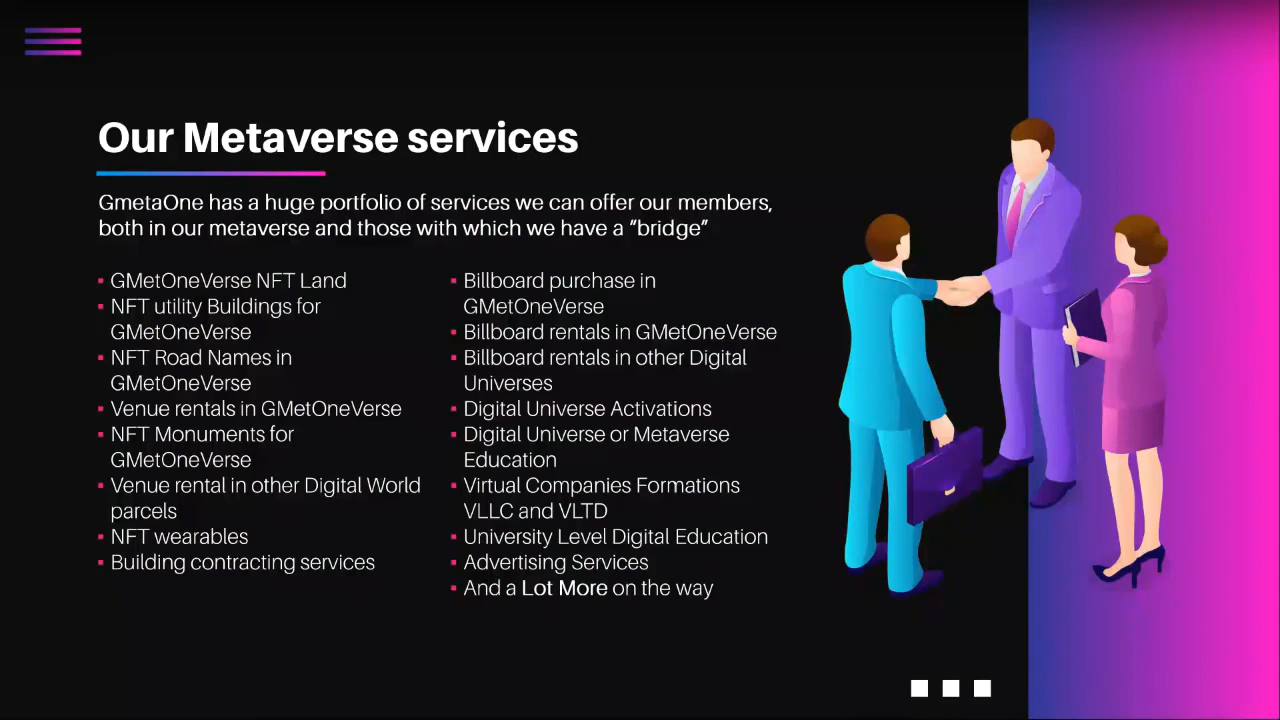 Our Metaverse services
GmetaOne has a huge portfolio of services we can offer our members,
both in our metaverse and those with which we have a “bridge”
▪ GMetOneVerse NFT Land
▪ NFT utility Buildings for
GMetOneVerse
▪ NFT Road Names in
GMetOneVerse
▪ Venue rentals in GMetOneVerse
▪ NFT Monuments for
GMetOneVerse
▪ Venue rental in other Digital World
parcels
▪ NFT wearables
▪ Building contracting services
▪ Billboard purchase in
GMetOneVerse
▪ Billboard rentals in GMetOneVerse
▪ Billboard rentals in other Digital
Universes
▪ Digital Universe Activations
▪ Digital Universe or Metaverse
Education
▪ Virtual Companies Formations
VLLC and VLTD
▪ University Level Digital Education
▪ Advertising Services
▪ And a Lot More on the way